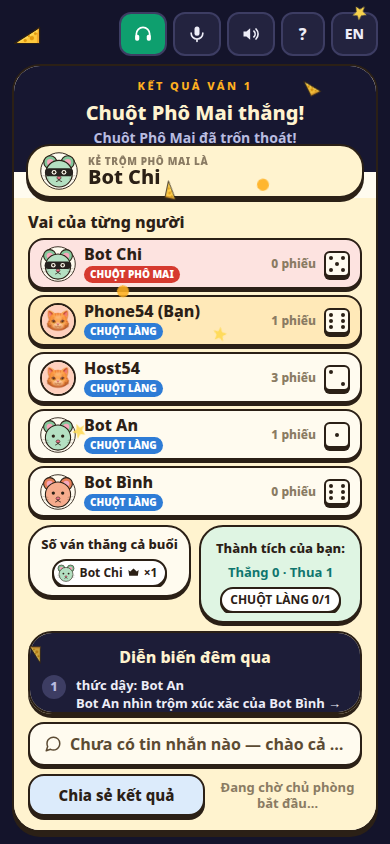 ?
EN
KẾT QUẢ VÁN 1
Chuột Phô Mai thắng!
Chuột Phô Mai đã trốn thoát!
KẺ TRỘM PHÔ MAI LÀ
Bot Chi
Vai của từng người
Bot Chi
CHUỘT PHÔ MAI
0 phiếu
Phone54 (Bạn)
CHUỘT LÀNG
1 phiếu
Host54
CHUỘT LÀNG
3 phiếu
Bot An
CHUỘT LÀNG
1 phiếu
Bot Bình
CHUỘT LÀNG
0 phiếu
Số ván thắng cả buổi
Bot Chi ×1
Thành tích của bạn:
Thắng 0 · Thua 1
CHUỘT LÀNG 0/1
Diễn biến đêm qua
1 thức dậy: Bot An
Bot An nhìn trộm xúc xắc của Bot Bình →
Chưa có tin nhắn nào — chào cả ...
Chia sẻ kết quả
Đang chờ chủ phòng
bắt đầu...